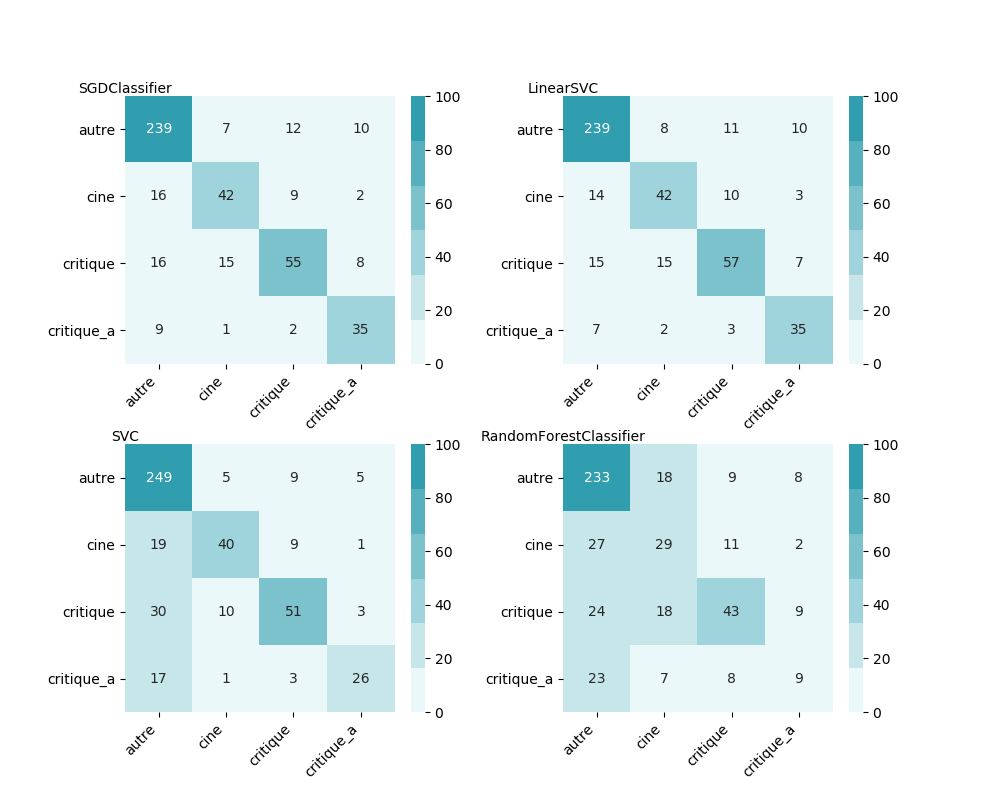 SGDClassifier
autre 239 7 12 10
cine 16 42 9 2
critique 16 15 55 8
critique_a 9 1 2 35
autre cine critique critique_a
100
80
60
40
20
0
LinearSVC
autre 239 8 11 10
cine 14 42 10 3
critique 15 15 57 7
critique_a 7 2 3 35
autre cine critique critique_a
100
80
60
40
20
0
SVC
autre 249 5 9 5
cine 19 40 9 1
critique 30 10 51 3
critique_a 17 1 3 26
autre cine critique critique_a
100
80
60
40
20
0
RandomForestClassifier
autre 233 18 9 8
cine 27 29 11 2
critique 24 18 43 9
critique_a 23 7 8 9
autre cine critique critique_a
100
80
60
40
20
0